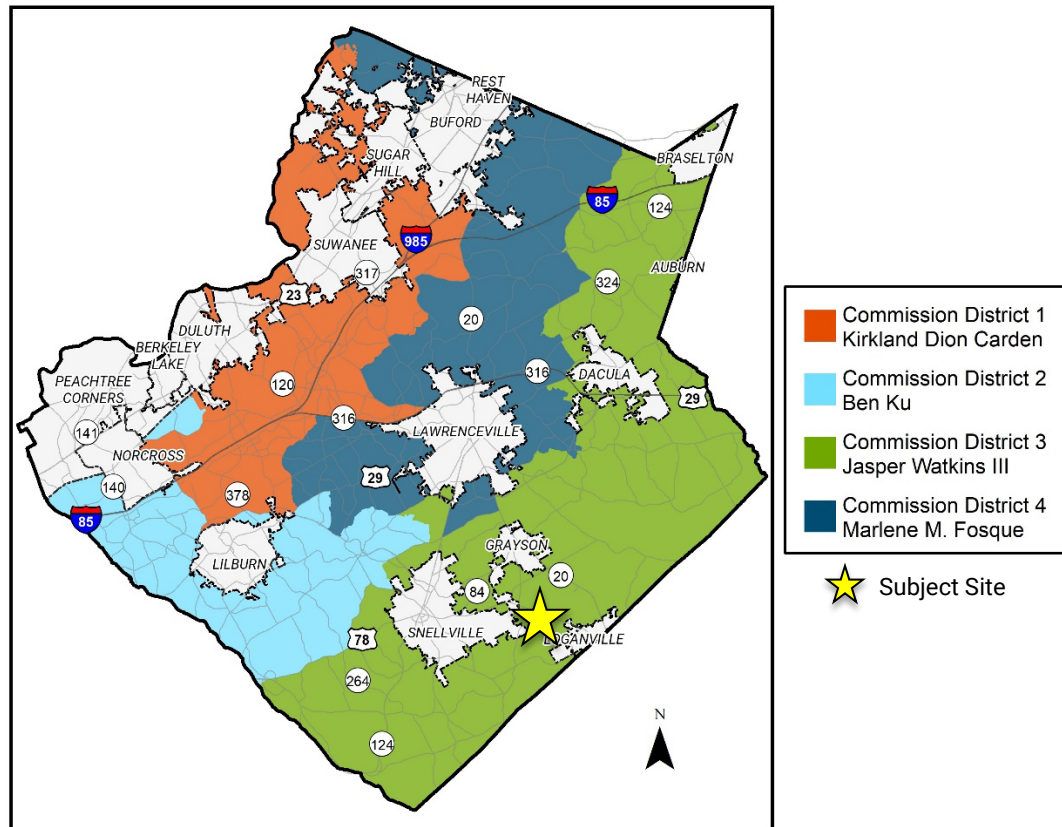 REST
HAVEN
BUFORD
SUGAR
HILL
BRASELTON
85
124
SUWANEE
985
317
AUBURN
23
324
DULUTH
20
BERKELEY
LAKE
PEACHTREE
CORNERS
120
316
DACULA
29
141
316
LAWRENCEVILLE
NORCROSS
29
140
378
85
LILBURN
GRAYSON
20
84
SNELLVILLE
78
264
124
N
Commission District 1
Kirkland Dion Carden
Commission District 2
Ben Ku
Commission District 3
Jasper Watkins III
Commission District 4
Marlene M. Fosque
Subject Site